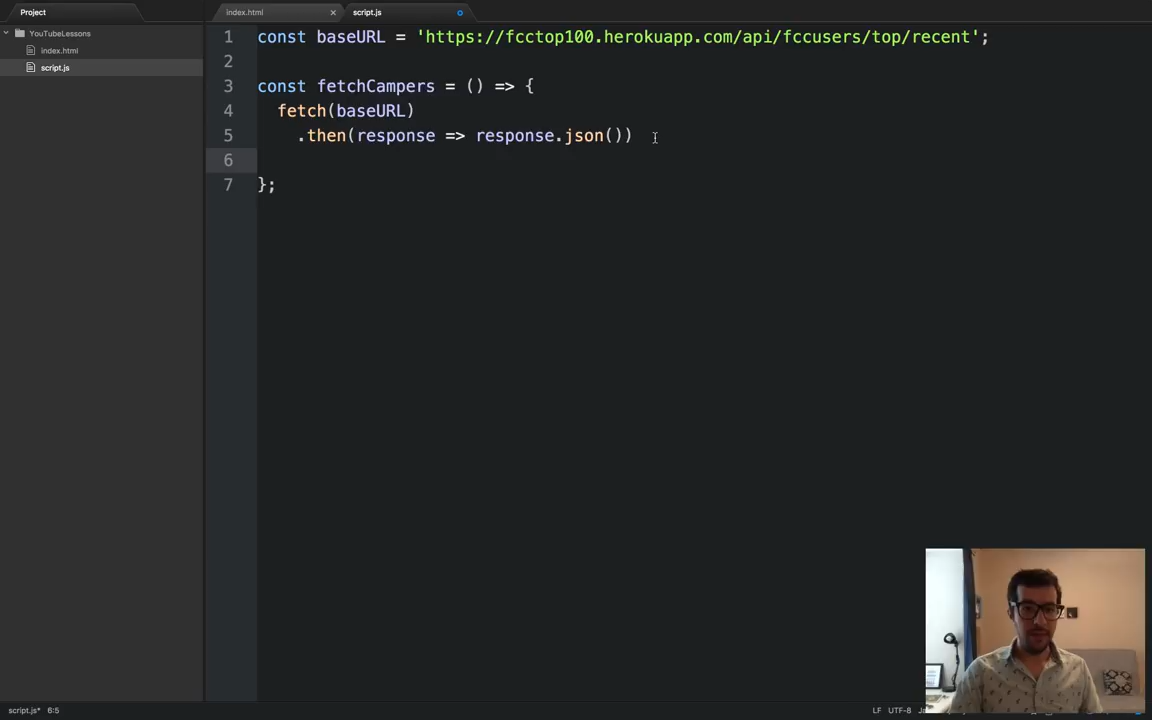 Project
index.html
script.js
YouTubeLessons
index.html
script.js
1 const baseURL = 'https://fcctop100.herokuapp.com/api/fccusers/top/recent';
2
3 const fetchCampers = () => {
4 fetch(baseURL)
5 .then(response => response.json())
6
7 };
script.js* 6:5
LF UTF-8